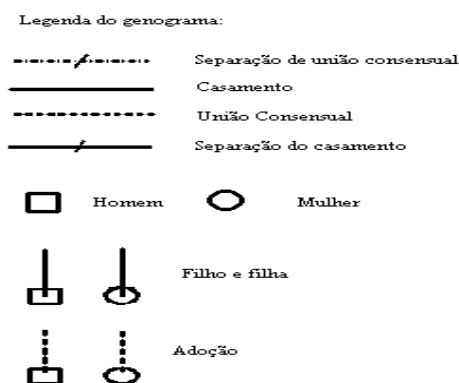 Legenda do genograma:
Separação de união consensual
Casamento
União Consensual
Separação do casamento
Homem Mulher
Filho e filha
Adoção